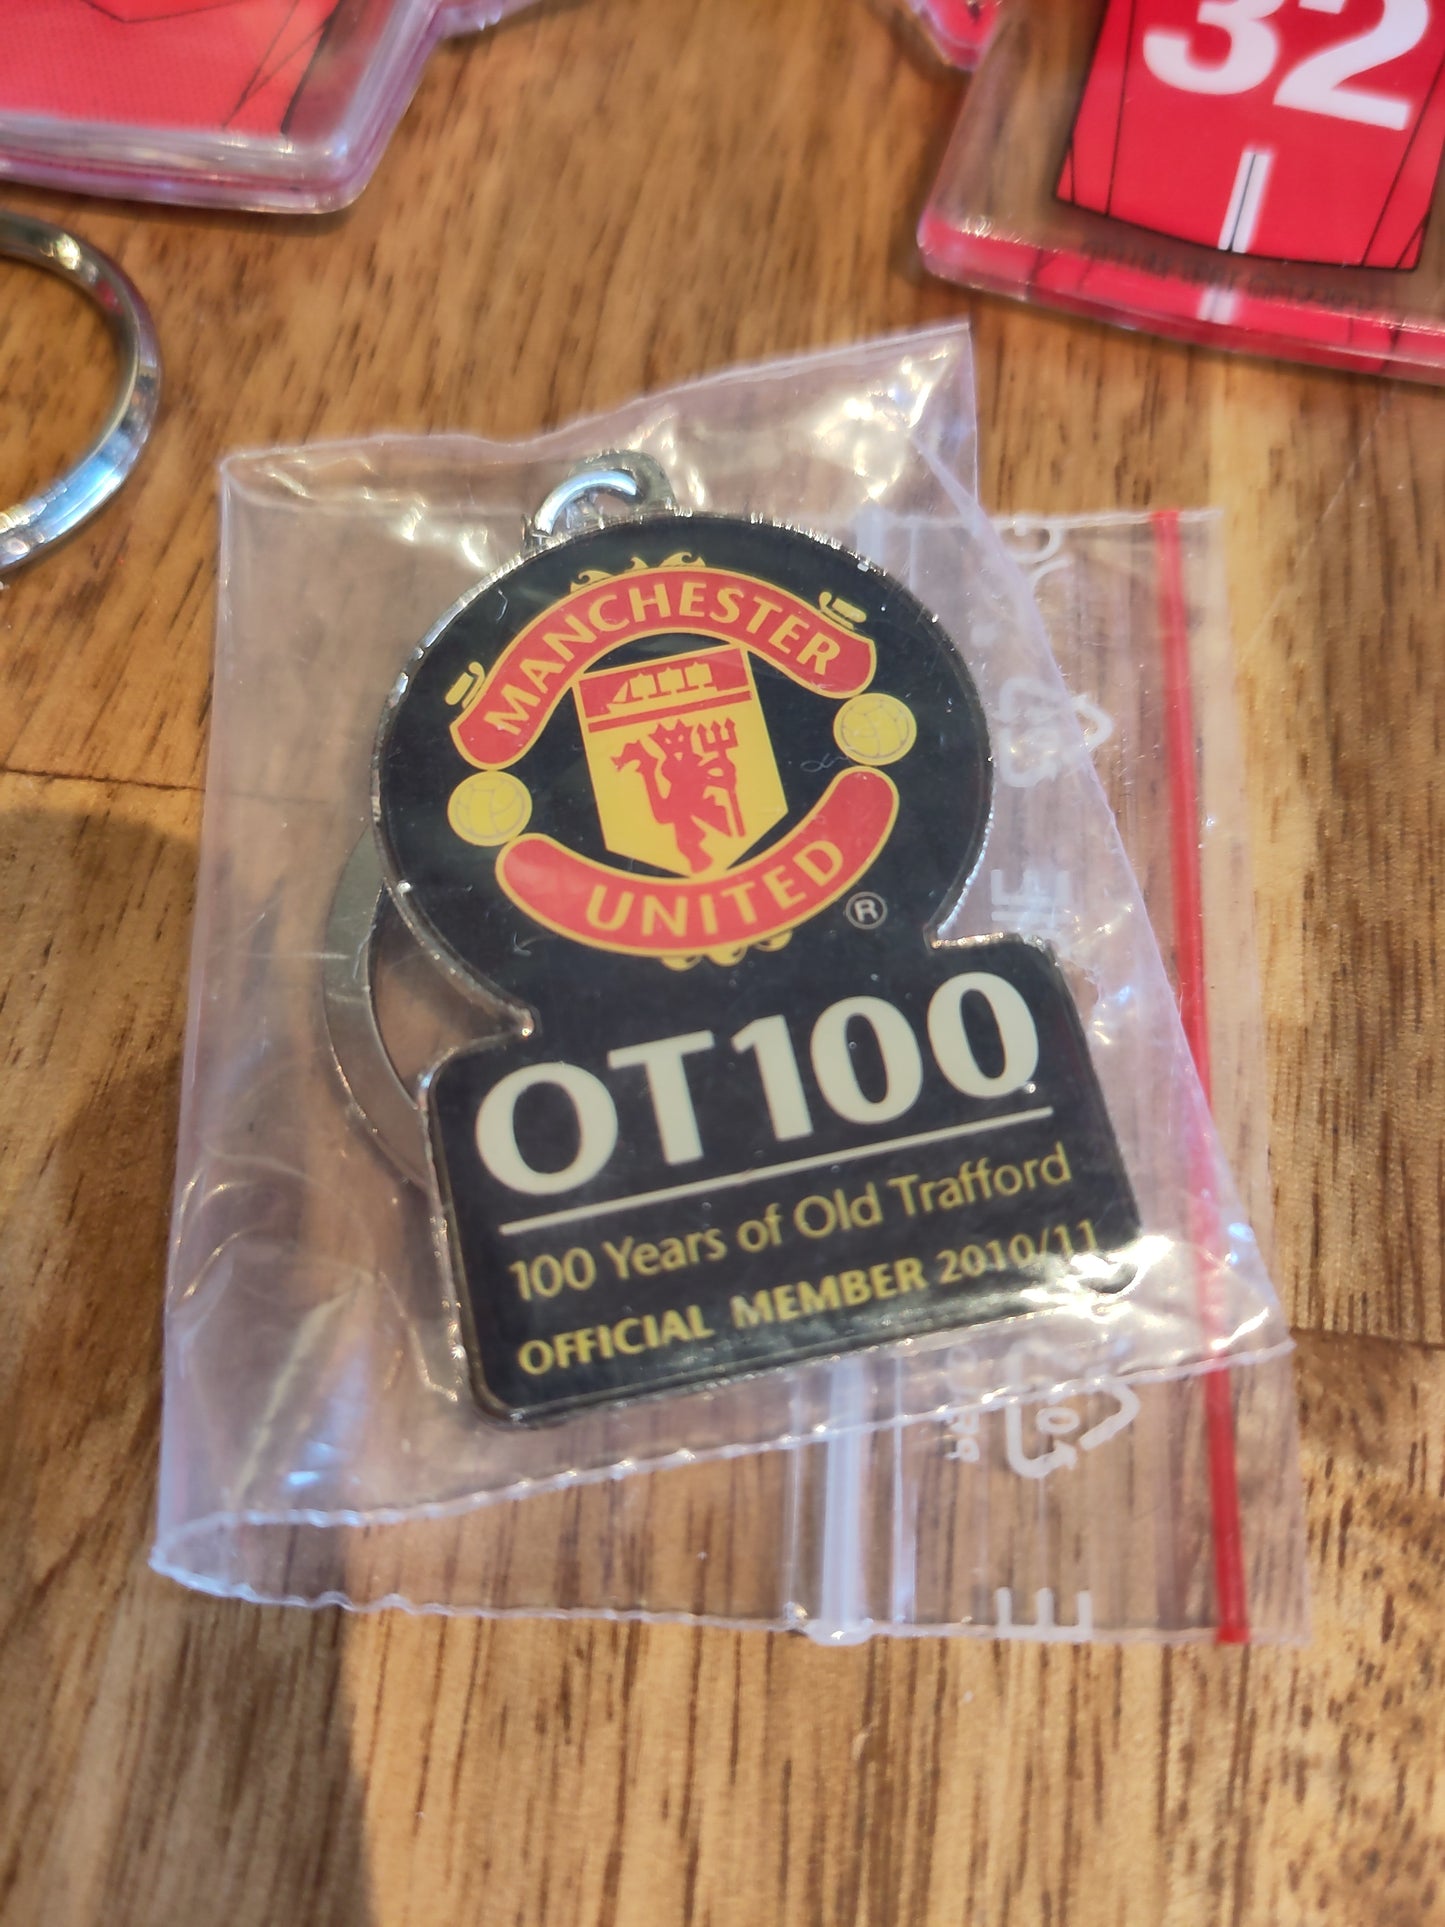 32
MANCHESTER
UNITED
®
OT100
100 Years of Old Trafford
OFFICIAL MEMBER 2010/11